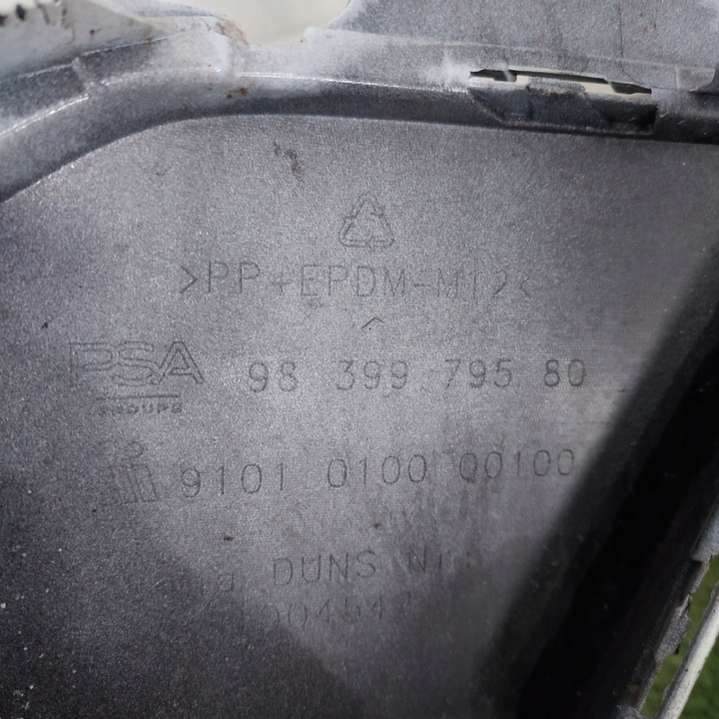 >PP+EPDM-M12<
PSA 98 399 795 80
GROUPE
9101 0100 00100
DUNS